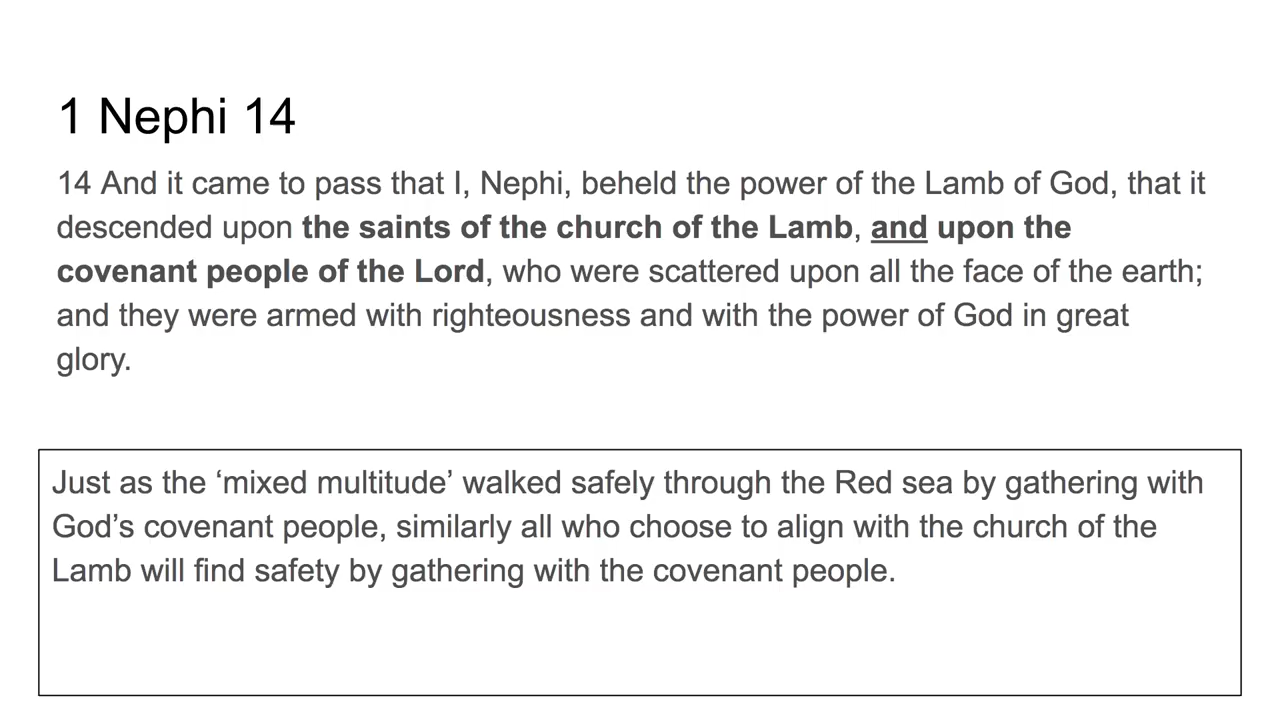 1 Nephi 14
14 And it came to pass that I, Nephi, beheld the power of the Lamb of God, that it
descended upon the saints of the church of the Lamb, and upon the
covenant people of the Lord, who were scattered upon all the face of the earth;
and they were armed with righteousness and with the power of God in great
glory.
Just as the ‘mixed multitude’ walked safely through the Red sea by gathering with
God’s covenant people, similarly all who choose to align with the church of the
Lamb will find safety by gathering with the covenant people.